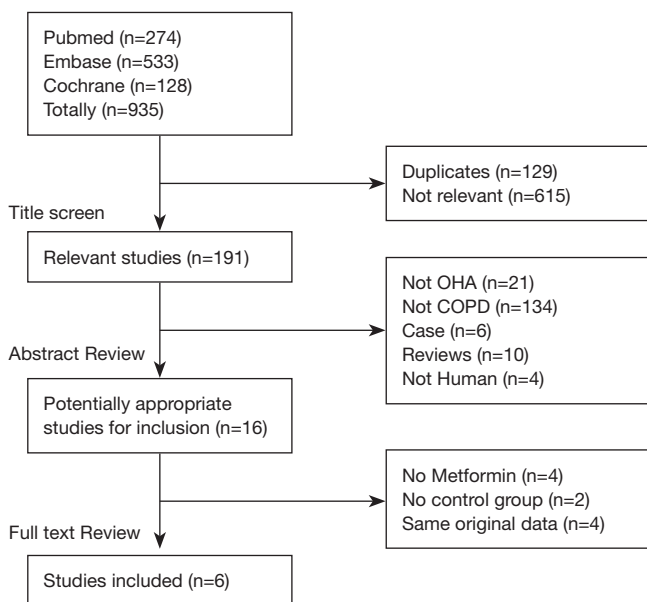 Pubmed (n=274)
Embase (n=533)
Cochrane (n=128)
Totally (n=935)
Duplicates (n=129)
Not relevant (n=615)
Title screen
Relevant studies (n=191)
Not OHA (n=21)
Not COPD (n=134)
Case (n=6)
Reviews (n=10)
Not Human (n=4)
Abstract Review
Potentially appropriate
studies for inclusion (n=16)
No Metformin (n=4)
No control group (n=2)
Same original data (n=4)
Full text Review
Studies included (n=6)